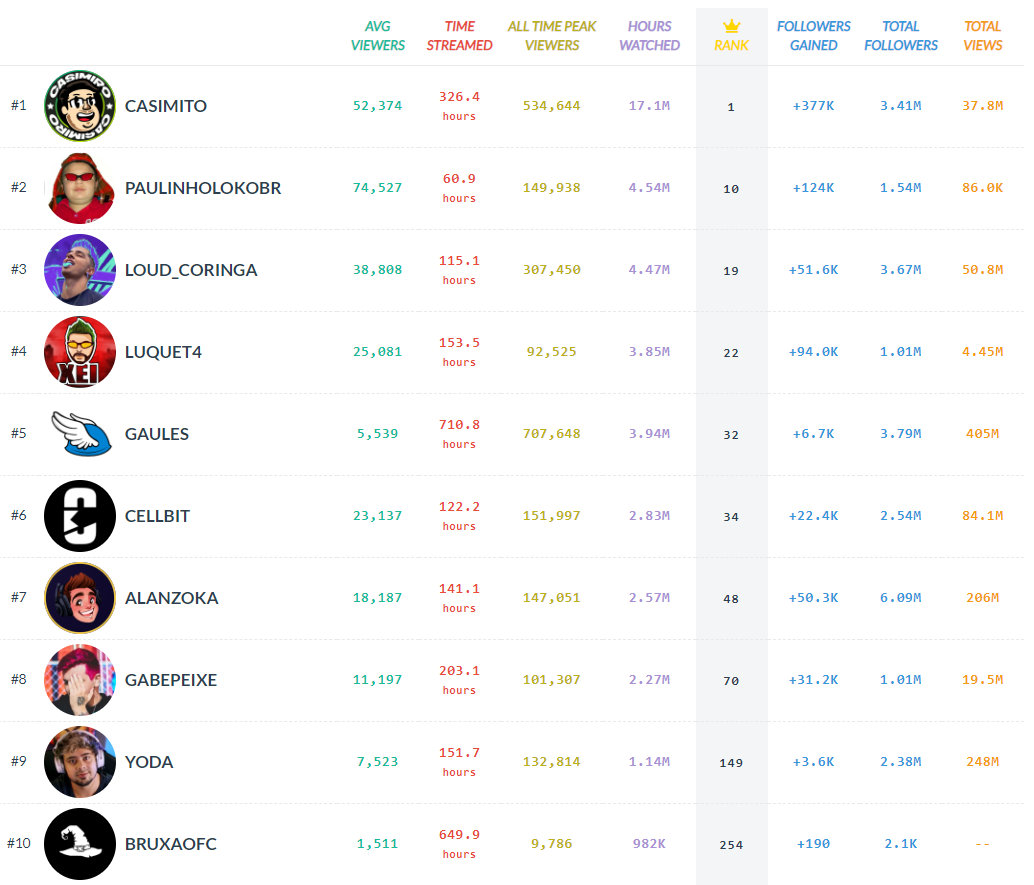 AVG VIEWERS TIME STREAMED ALL TIME PEAK VIEWERS HOURS WATCHED RANK FOLLOWERS GAINED TOTAL FOLLOWERS TOTAL VIEWS
#1 CASIMIRO CASIMIRO CASIMITO 52,374 326.4 hours 534,644 17.1M 1 +377K 3.41M 37.8M
#2 PAULINHOLOKOBR 74,527 60.9 hours 149,938 4.54M 10 +124K 1.54M 86.0K
#3 LOUD_CORINGA 38,808 115.1 hours 307,450 4.47M 19 +51.6K 3.67M 50.8M
#4 XEI LUQUET4 25,081 153.5 hours 92,525 3.85M 22 +94.0K 1.01M 4.45M
#5 GAULES 5,539 710.8 hours 707,648 3.94M 32 +6.7K 3.79M 405M
#6 CELLBIT 23,137 122.2 hours 151,997 2.83M 34 +22.4K 2.54M 84.1M
#7 ALANZOKA 18,187 141.1 hours 147,051 2.57M 48 +50.3K 6.09M 206M
#8 GABEPEIXE 11,197 203.1 hours 101,307 2.27M 70 +31.2K 1.01M 19.5M
#9 YODA 7,523 151.7 hours 132,814 1.14M 149 +3.6K 2.38M 248M
#10 BRUXAOFC 1,511 649.9 hours 9,786 982K 254 +190 2.1K --